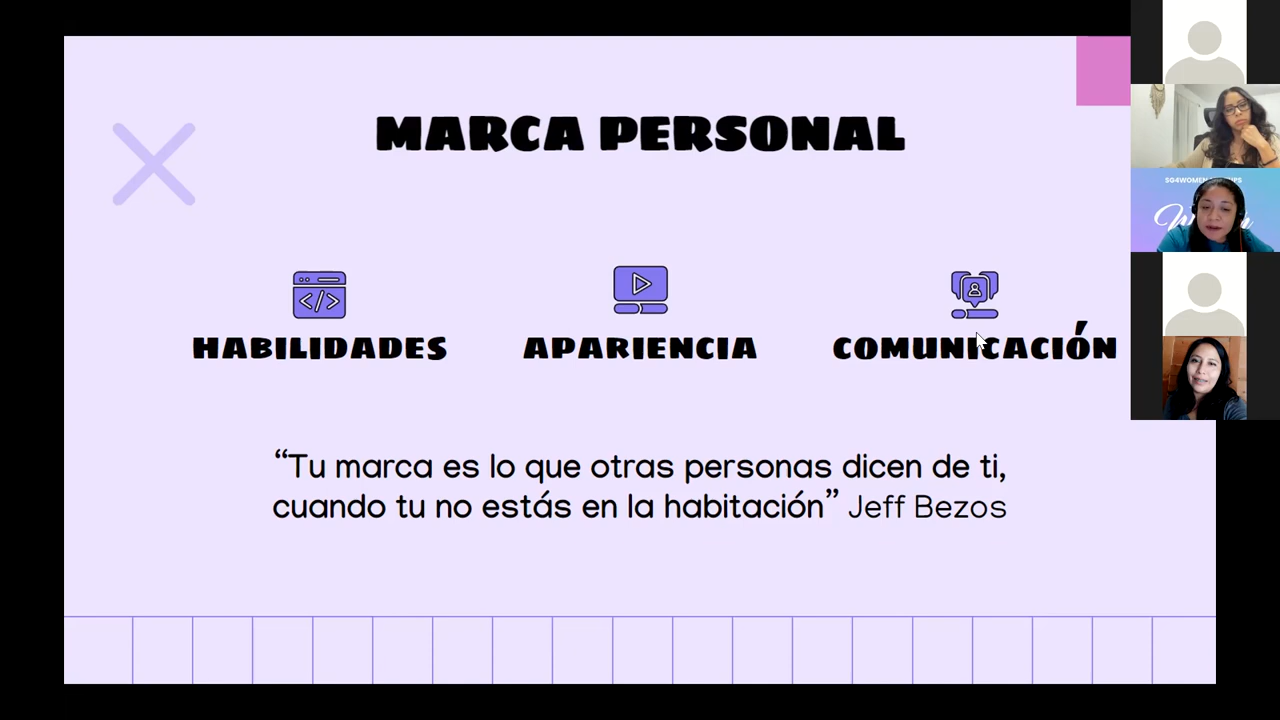 MARCA PERSONAL
HABILIDADES
APARIENCIA
COMUNICACIÓN
“Tu marca es lo que otras personas dicen de ti,
cuando tu no estás en la habitación” Jeff Bezos